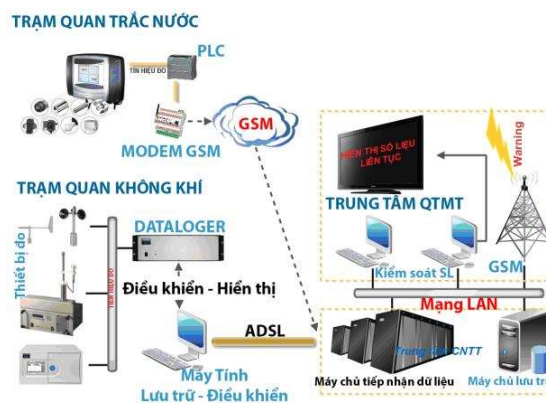 TRẠM QUAN TRẮC NƯỚC
PLC
TÍN HIỆU ĐO
MODEM GSM
GSM
HIỂN THỊ SỐ LIỆU
LIÊN TỤC
Warning
TRUNG TÂM QTMT
Kiểm soát SL
GSM
Mạng LAN
TRẠM QUAN KHÔNG KHÍ
Thiết bị đo
TÍN HIỆU ĐO
DATALOGER
Điều khiển - Hiển thị
ADSL
Máy Tính
Lưu trữ - Điều khiển
Trung tâm CNTT
Máy chủ tiếp nhận dữ liệu
Máy chủ lưu tr